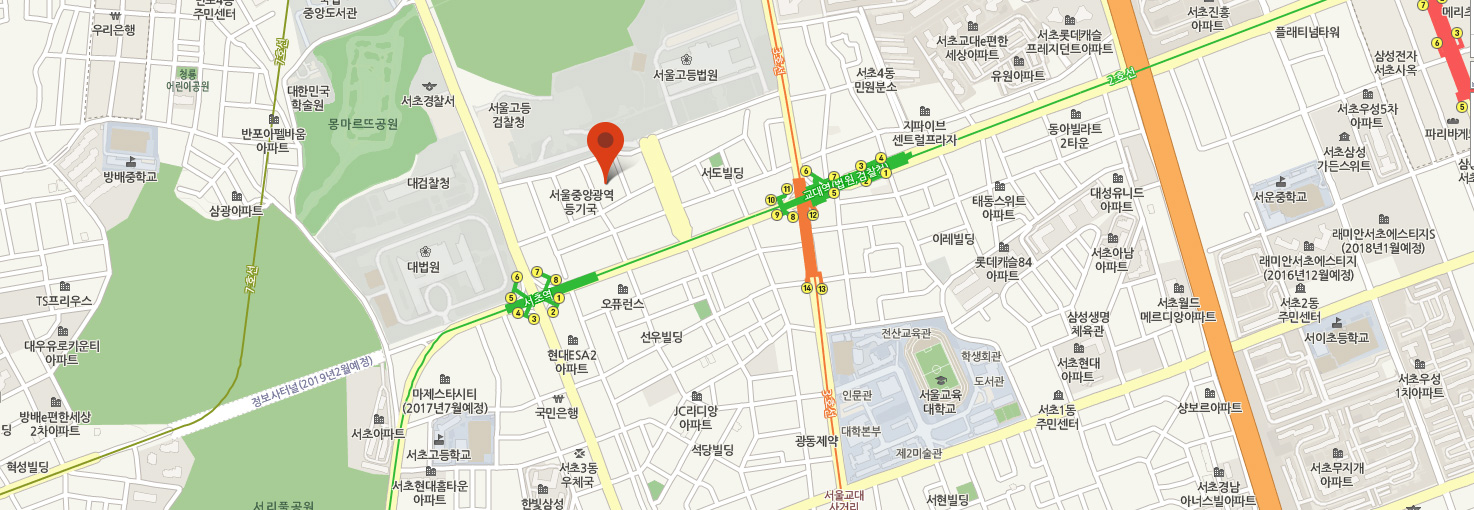 우리은행
주민센터
중앙도서관
7호선
청룡
어린이공원
대한민국
학술원
몽마르뜨공원
반포아펠바움
아파트
방배중학교
삼광아파트
서초경찰서
서울고등
검찰청
서울고등법원
대검찰청
대법원
서울중앙광역
등기국
서도빌딩
서초4동
민원분소
지파이브
센트럴프라자
서초교대e편한
세상아파트
서초롯데캐슬
프레지던트아파트
유원아파트
서초진흥
아파트
플래티넘타워
삼성전자
서초사옥
2호선
동아빌라트
2타운
서초우성5차
아파트
서초삼성
가든스위트
서운중학교
교대역(법원.검찰청)
6
3
4
1
2
5
11
10
9
8
12
14
13
태동스위트
아파트
대성유니드
아파트
이레빌딩
롯데캐슬84
아파트
서초아남
아파트
래미안서초에스티지S
(2018년1월예정)
래미안서초에스티지
(2016년12월예정)
서초2동
주민센터
서초월드
메르디앙아파트
삼성생명
체육관
서초현대
아파트
서이초등학교
서초우성
1차아파트
샹보르아파트
서초무지개
아파트
서초경남
아너스빌아파트
서초1동
주민센터
전산교육관
학생회관
도서관
서울교육
대학교
인문관
대학본부
제2미술관
광동제약
서울교대
사거리
서현빌딩
7호선
TS프리우스
대우유로카운티
아파트
방배e편한세상
2차아파트
혁성빌딩
정보사터널(2019년2월예정)
서초역
6
7
8
5
1
4
3
2
오퓨런스
선우빌딩
현대ESA2
아파트
마제스타시티
(2017년7월예정)
국민은행
서초아파트
서초고등학교
서초현대홈타운
아파트
서초3동
우체국
한빛삼성
JC리디앙
아파트
석당빌딩
서리풀공원
7
3
6
5